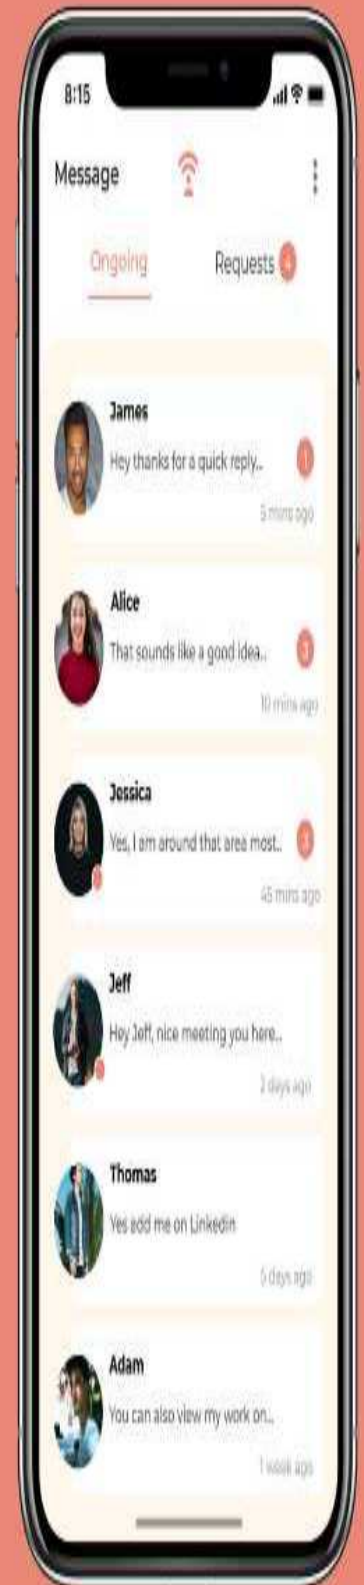 8:15
Message
Ongoing
Requests 4
James
Hey thanks for a quick reply..
1
5 mins ago
Alice
That sounds like a good idea..
10 mins ago
Jessica
Yes, I am around that area most..
45 mins ago
Jeff
Hey Jeff, nice meeting you here..
2 days ago
Thomas
Yes add me on Linkedin
days ago
Adam
You can also view my work on...
1 week ago